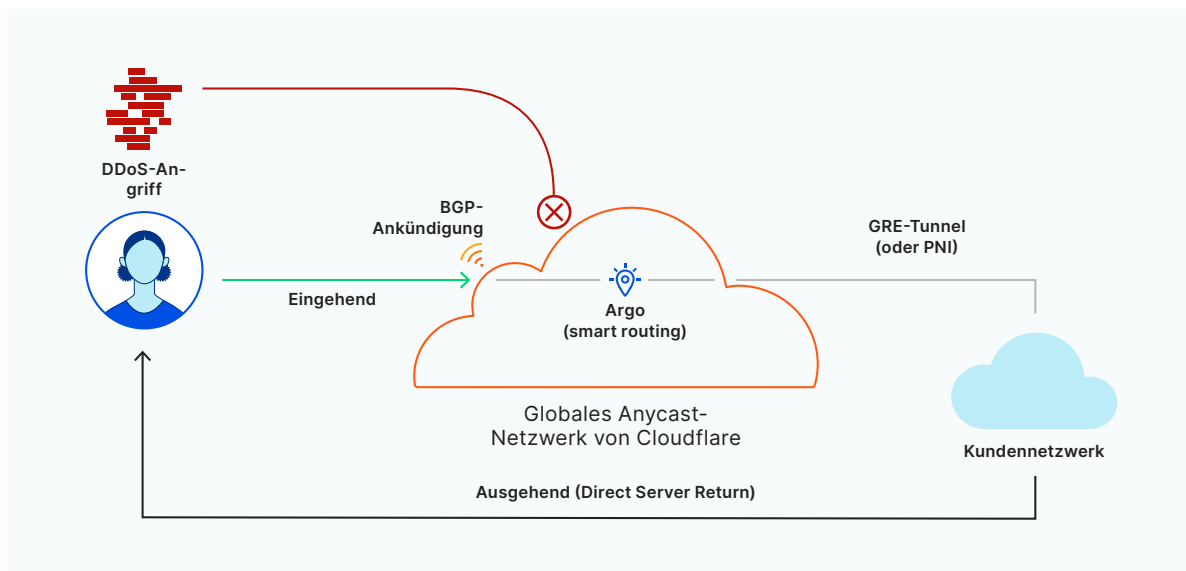 DDoS-An-
griff
BGP-
Ankündigung
GRE-Tunnel
(oder PNI)
Eingehend
Argo
(smart routing)
Globales Anycast-
Netzwerk von Cloudflare
Kundennetzwerk
Ausgehend (Direct Server Return)